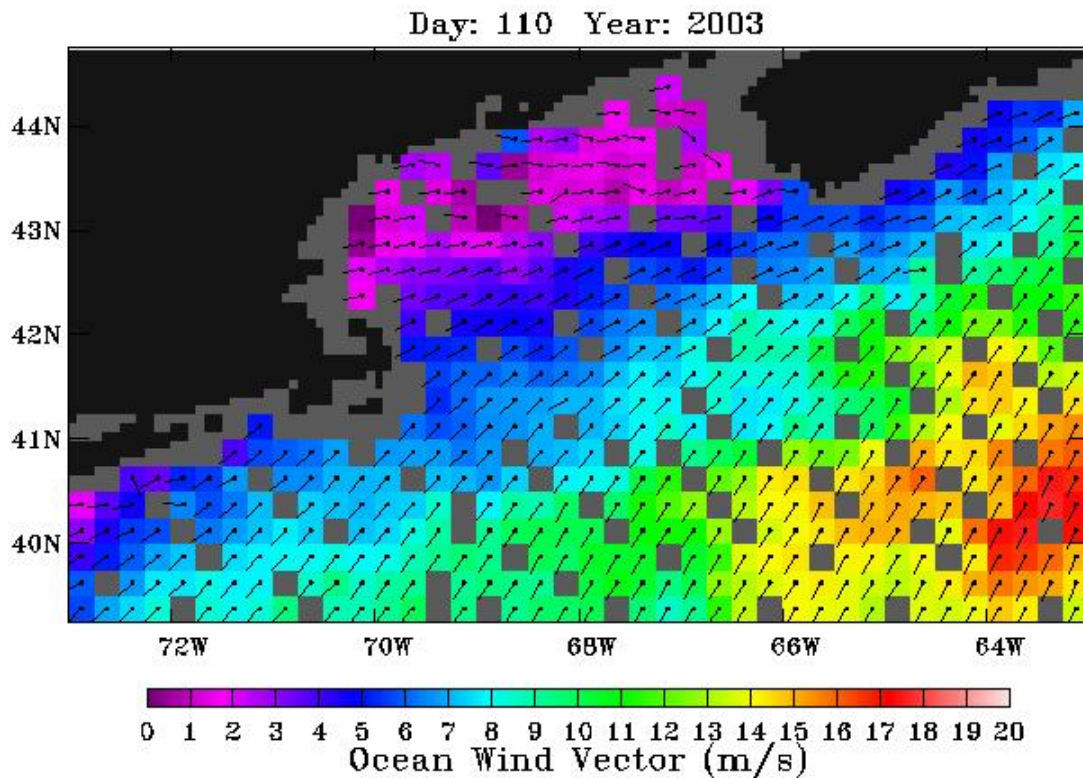 Day: 110 Year: 2003
44N
43N
42N
41N
40N
72W 70W 68W 66W 64W
0 1 2 3 4 5 6 7 8 9 10 11 12 13 14 15 16 17 18 19 20
Ocean Wind Vector (m/s)